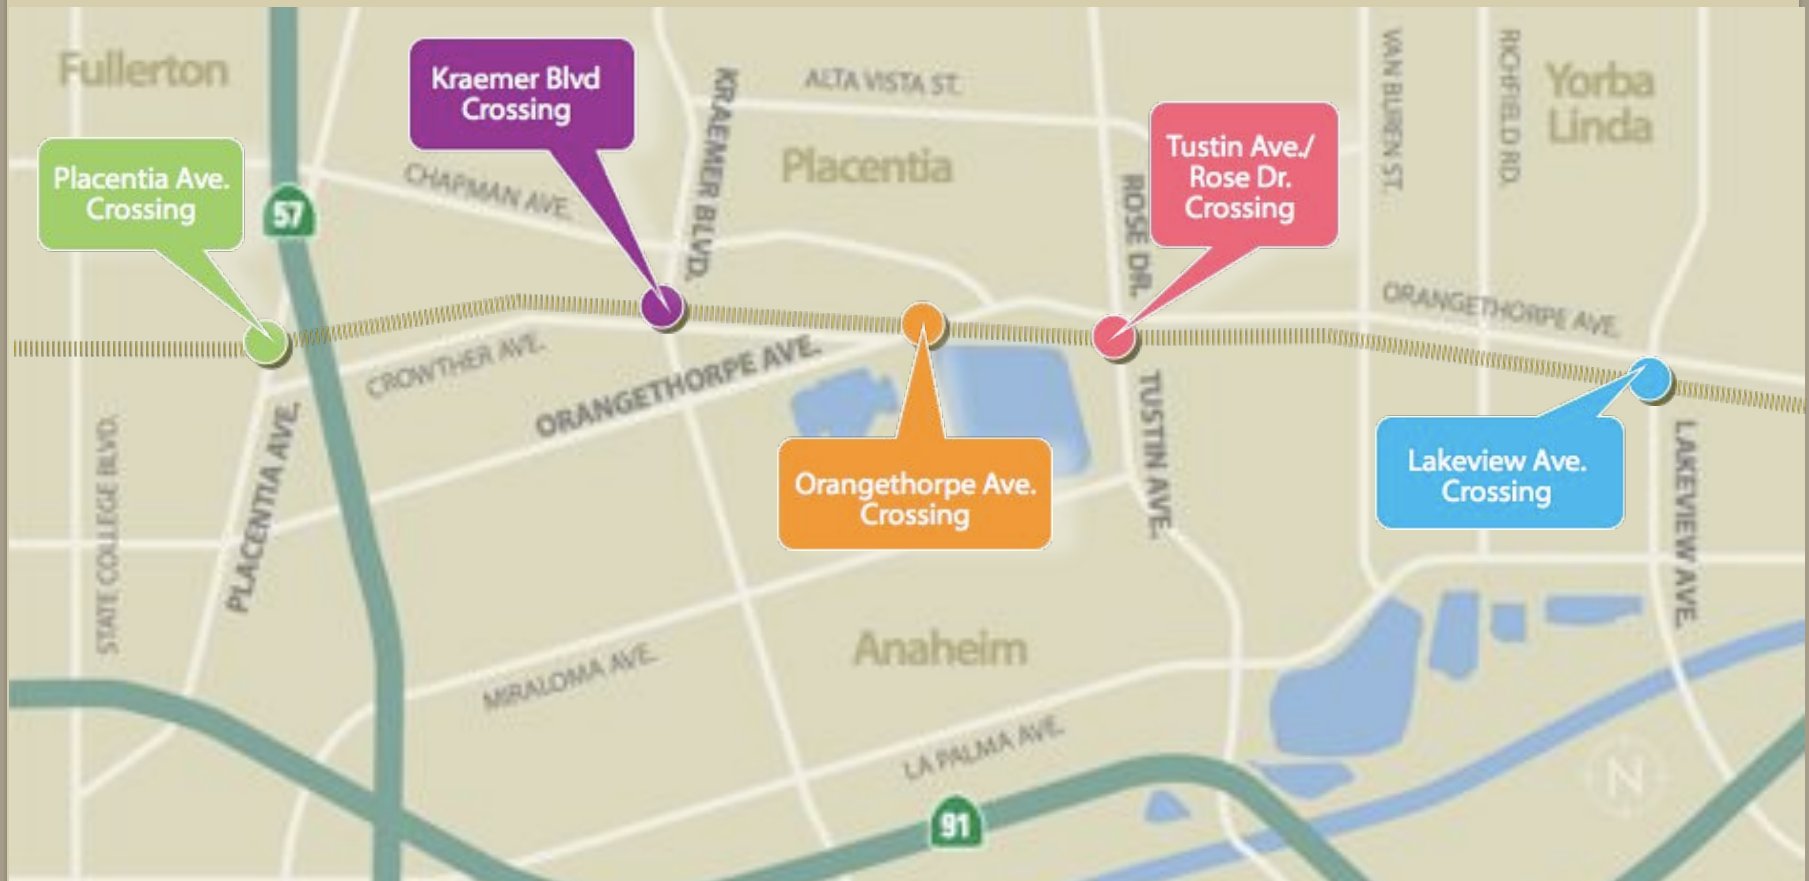 Fullerton
Kraemer Blvd
Crossing
KRAEMER BLVD.
ALTA VISTA ST.
Placentia
VAN BUREN ST.
RICHFIELD RD.
Yorba
Linda
Placentia Ave.
Crossing
57
CHAPMAN AVE.
ROSE DR.
Tustin Ave./
Rose Dr.
Crossing
ORANGETHORPE AVE.
CROWTHER AVE.
ORANGETHORPE AVE.
STATE COLLEGE BLVD.
PLACENTIA AVE.
Orangethorpe Ave.
Crossing
TUSTIN AVE.
Lakeview Ave.
Crossing
LAKEVIEW AVE.
MIRALOMA AVE.
Anaheim
LA PALMA AVE.
91
N